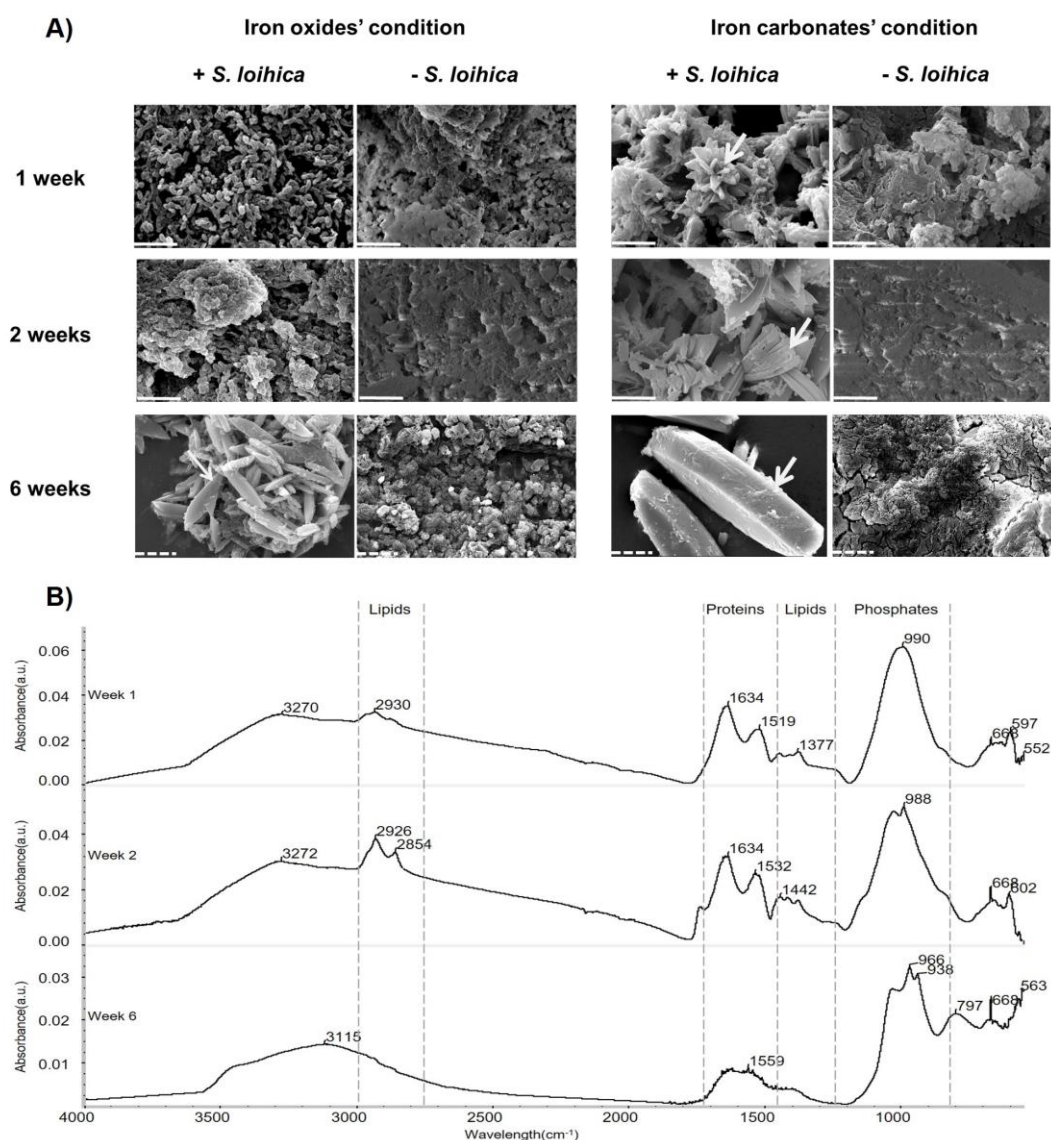 A)
Iron oxides’ condition Iron carbonates’ condition
+ S. loihica - S. loihica + S. loihica - S. loihica
1 week
2 weeks
6 weeks
B)
Lipids Proteins Lipids Phosphates
Absorbance(a.u.)
0.06
0.04
0.02
0.00
Week 1
3270
2930
1634
1519
1377
990
668
597
552
Absorbance(a.u.)
0.04
0.02
0.00
Week 2
3272
2926
2854
1634
1532
1442
988
668
602
Absorbance(a.u.)
0.03
0.02
0.01
Week 6
3115
1559
966
938
797
668
563
4000 3500 3000 2500 2000 1500 1000
Wavelength(cm-1)